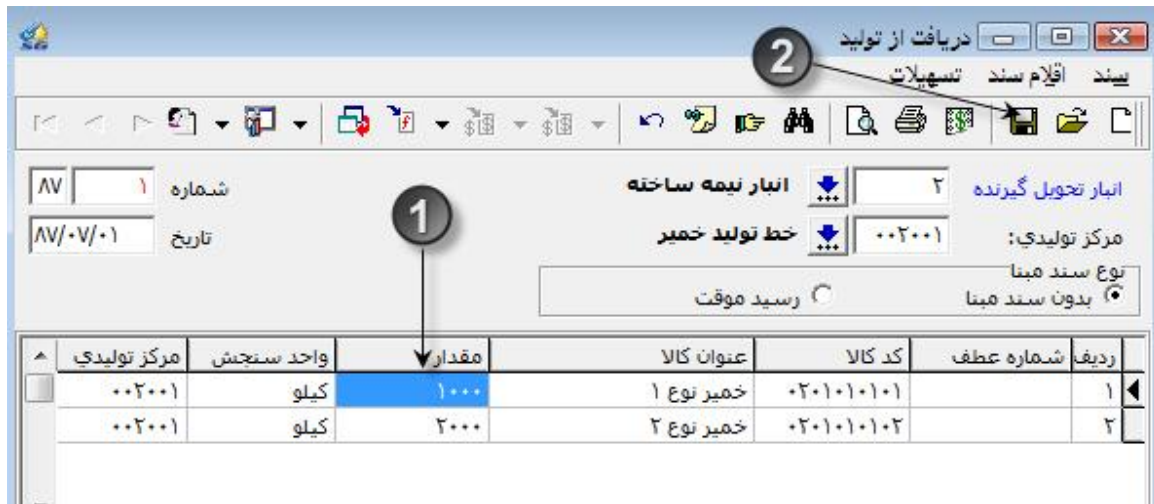 دریافت از تولید
سند اقلام سند تسهیلات
2
انبار تحویل گیرنده ۲ انبار نیمه ساخته شماره ۱ ۸۷
مرکز تولیدي: ۰۰۲۰۰۱ خط تولید خمیر تاریخ ۸۷/۰۷/۰۱
نوع سند مبنا
بدون سند مبنا رسید موقت
1
ردیف شماره عطف کد کالا عنوان کالا مقدار واحد سنجش مرکز تولیدي
۱ ۰۲۰۱۰۱۰۱۰۱ خمیر نوع ۱ ۱۰۰۰ کیلو ۰۰۲۰۰۱
۲ ۰۲۰۱۰۱۰۱۰۲ خمیر نوع ۲ ۲۰۰۰ کیلو ۰۰۲۰۰۱